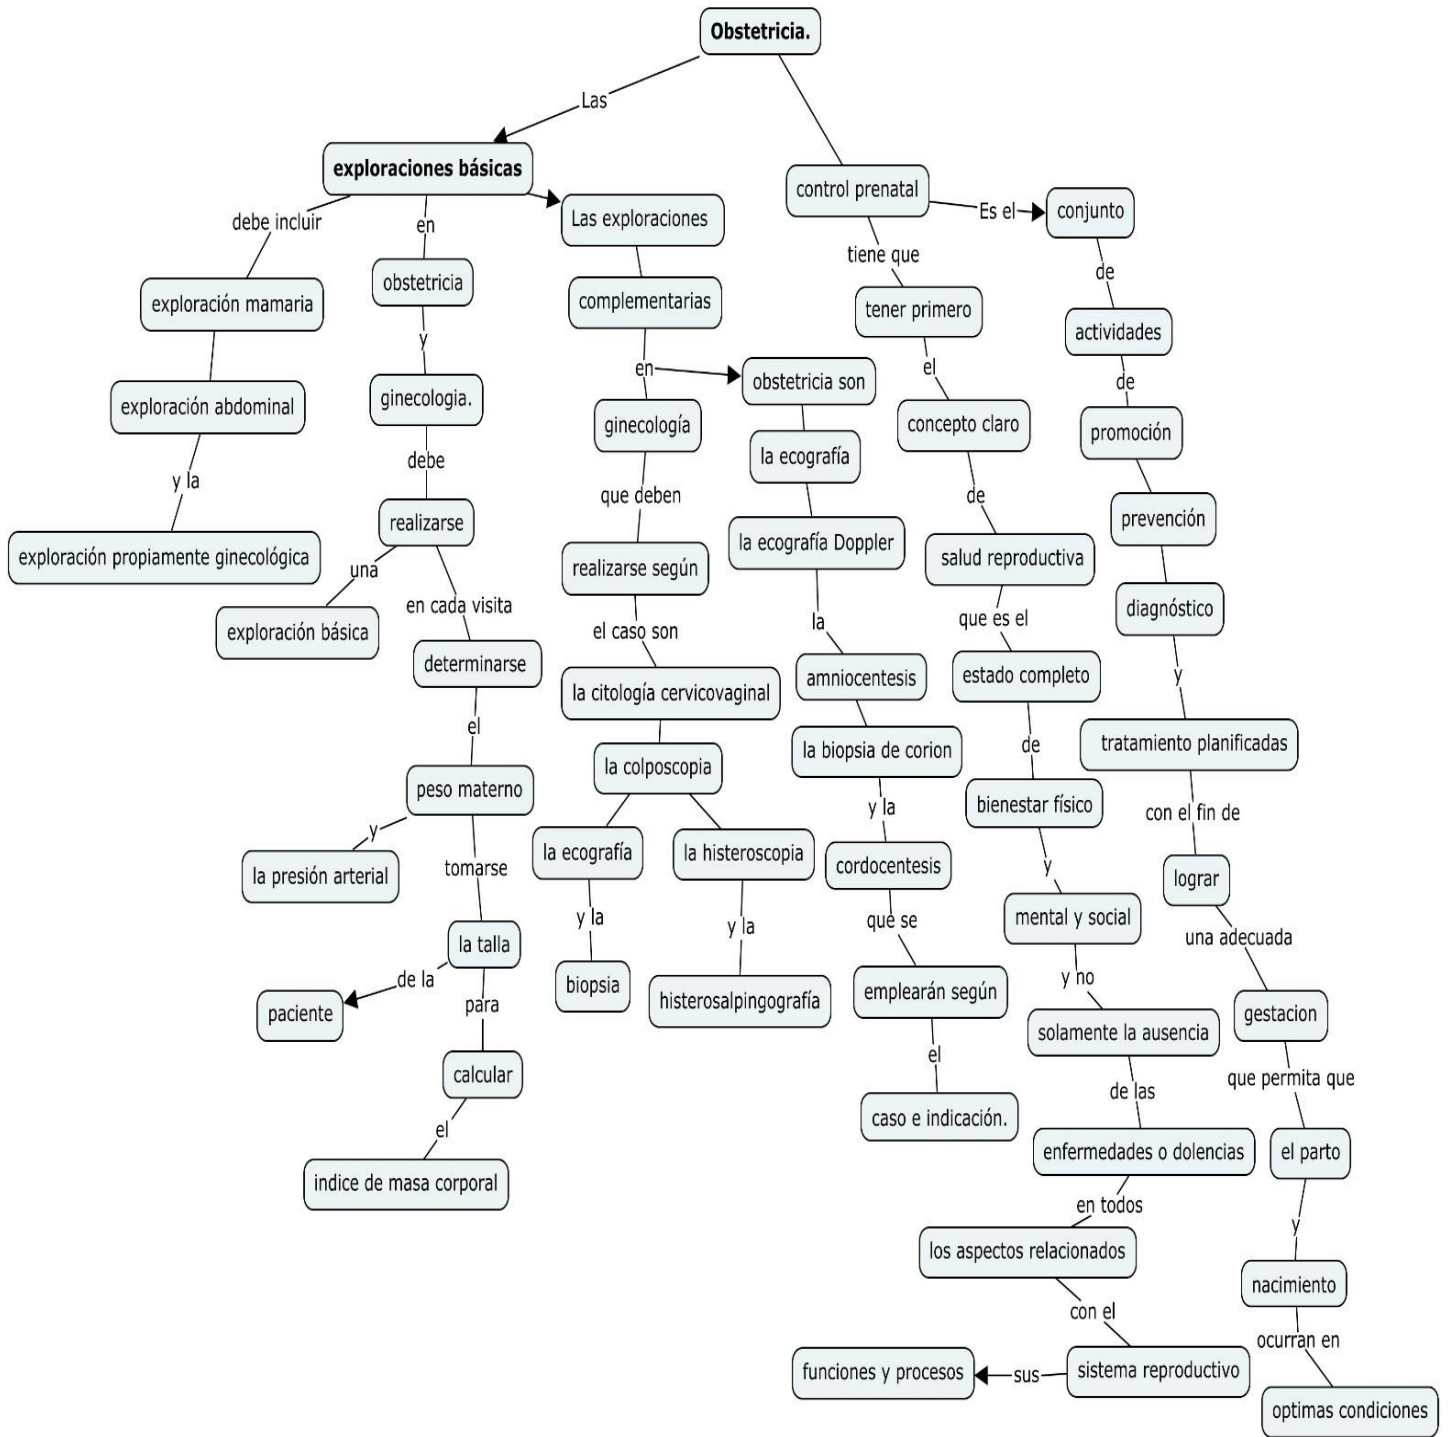 Obstetricia.
Las
exploraciones básicas
debe incluir
exploración mamaria
exploración abdominal
y la
exploración propiamente ginecológica
en
obstetricia
y
ginecologia.
debe
realizarse
una
exploración básica
en cada visita
determinarse
el
peso materno
y
la presión arterial
tomarse
la talla
de la
paciente
para
calcular
el
indice de masa corporal
Las exploraciones
complementarias
en
ginecología
que deben
realizarse según
el caso son
la citología cervicovaginal
la colposcopia
la ecografía
y la
biopsia
la histeroscopia
y la
histerosalpingografía
obstetricia son
la ecografía
la ecografía Doppler
la
amniocentesis
la biopsia de corion
y la
cordocentesis
que se
emplearán según
el
caso e indicación.
control prenatal
tiene que
tener primero
el
concepto claro
de
salud reproductiva
que es el
estado completo
de
bienestar físico
y
mental y social
y no
solamente la ausencia
de las
enfermedades o dolencias
en todos
los aspectos relacionados
con el
sistema reproductivo
sus
funciones y procesos
Es el
conjunto
de
actividades
de
promoción
prevención
diagnóstico
y
tratamiento planificadas
con el fin de
lograr
una adecuada
gestacion
que permita que
el parto
y
nacimiento
ocurran en
optimas condiciones